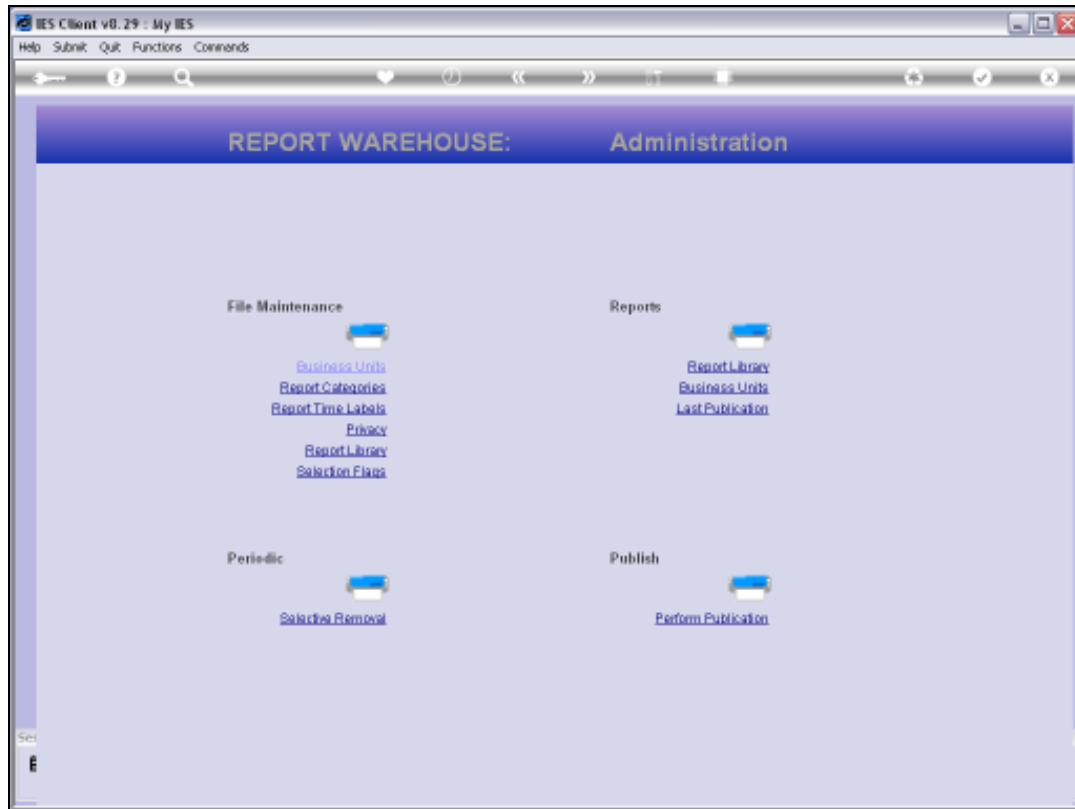 IES Client v8.29 : My IES
Help Submit Quit Functions Commands
REPORT WAREHOUSE: Administration
File Maintenance
Business Units
Report Categories
Report Time Labels
Privacy
Report Library
Selection Flags
Reports
Report Library
Business Units
Last Publication
Periodic
Selective Removal
Publish
Perform Publication
Ses